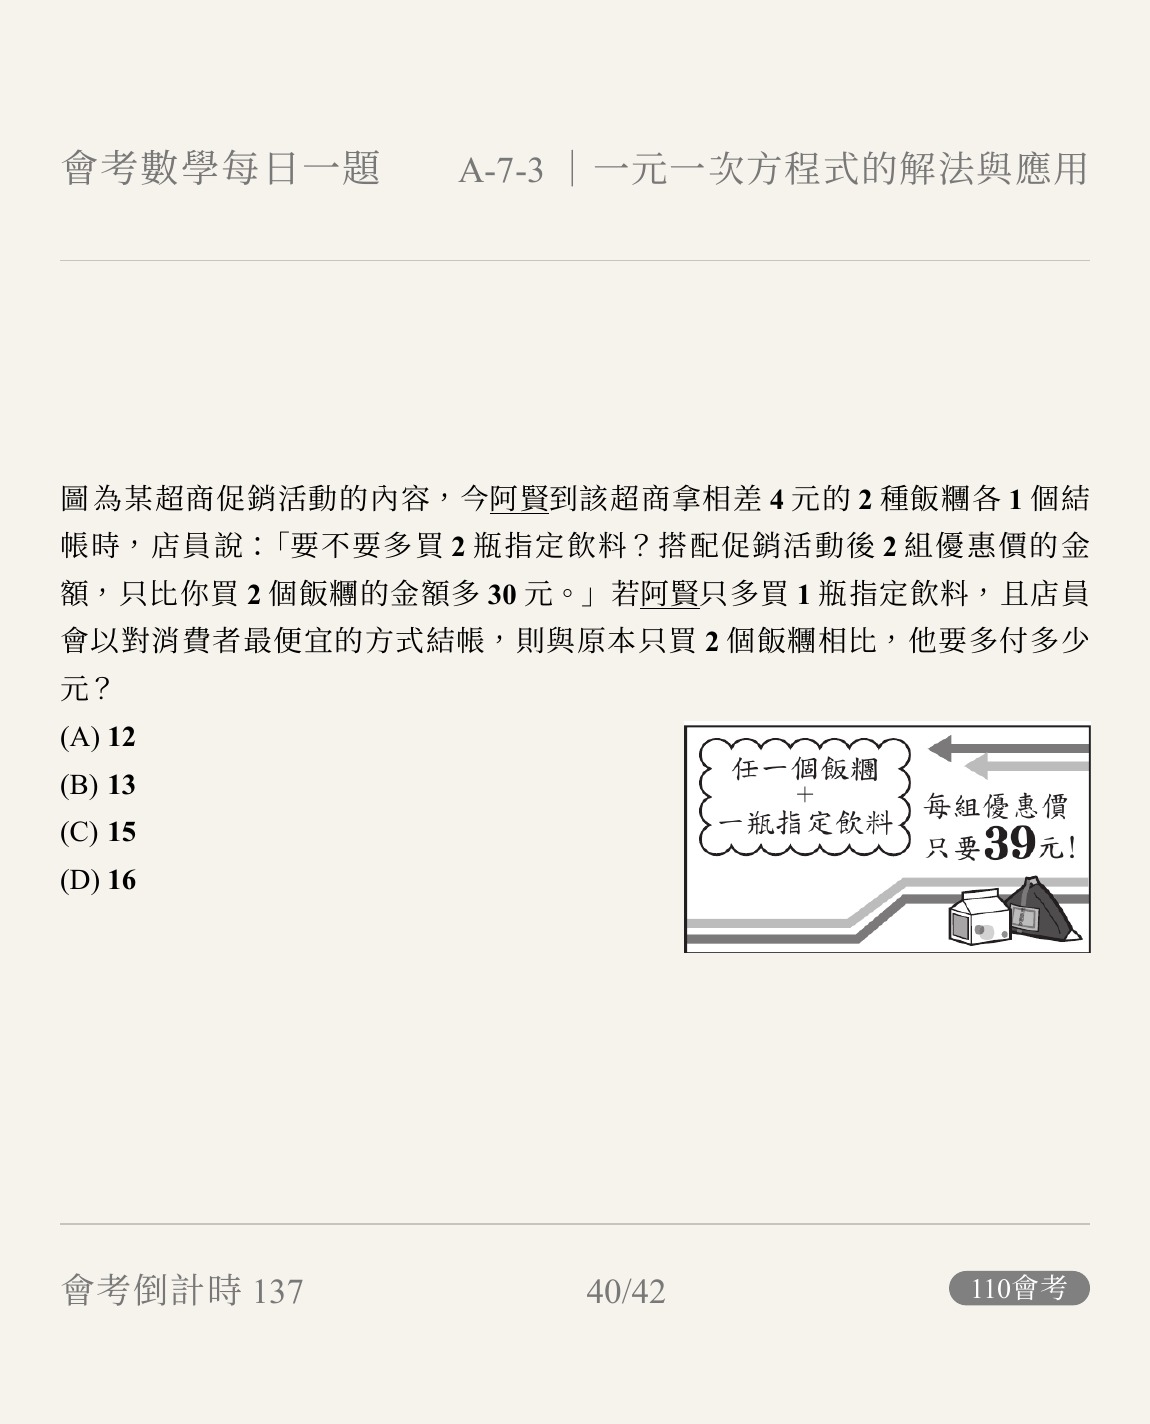 會考數學每日一題
A-7-3 ｜一元一次方程式的解法與應用
圖為某超商促銷活動的內容，今阿賢到該超商拿相差 4 元的 2 種飯糰各 1 個結
帳時，店員說：「要不要多買 2 瓶指定飲料？搭配促銷活動後 2 組優惠價的金
額，只比你買 2 個飯糰的金額多 30 元。」若阿賢只多買 1 瓶指定飲料，且店員
會以對消費者最便宜的方式結帳，則與原本只買 2 個飯糰相比，他要多付多少
元？
(A) 12
(B) 13
(C) 15
(D) 16
任一個飯糰
+
一瓶指定飲料
每組優惠價
只要39元！
會考倒計時 137
40/42
110會考